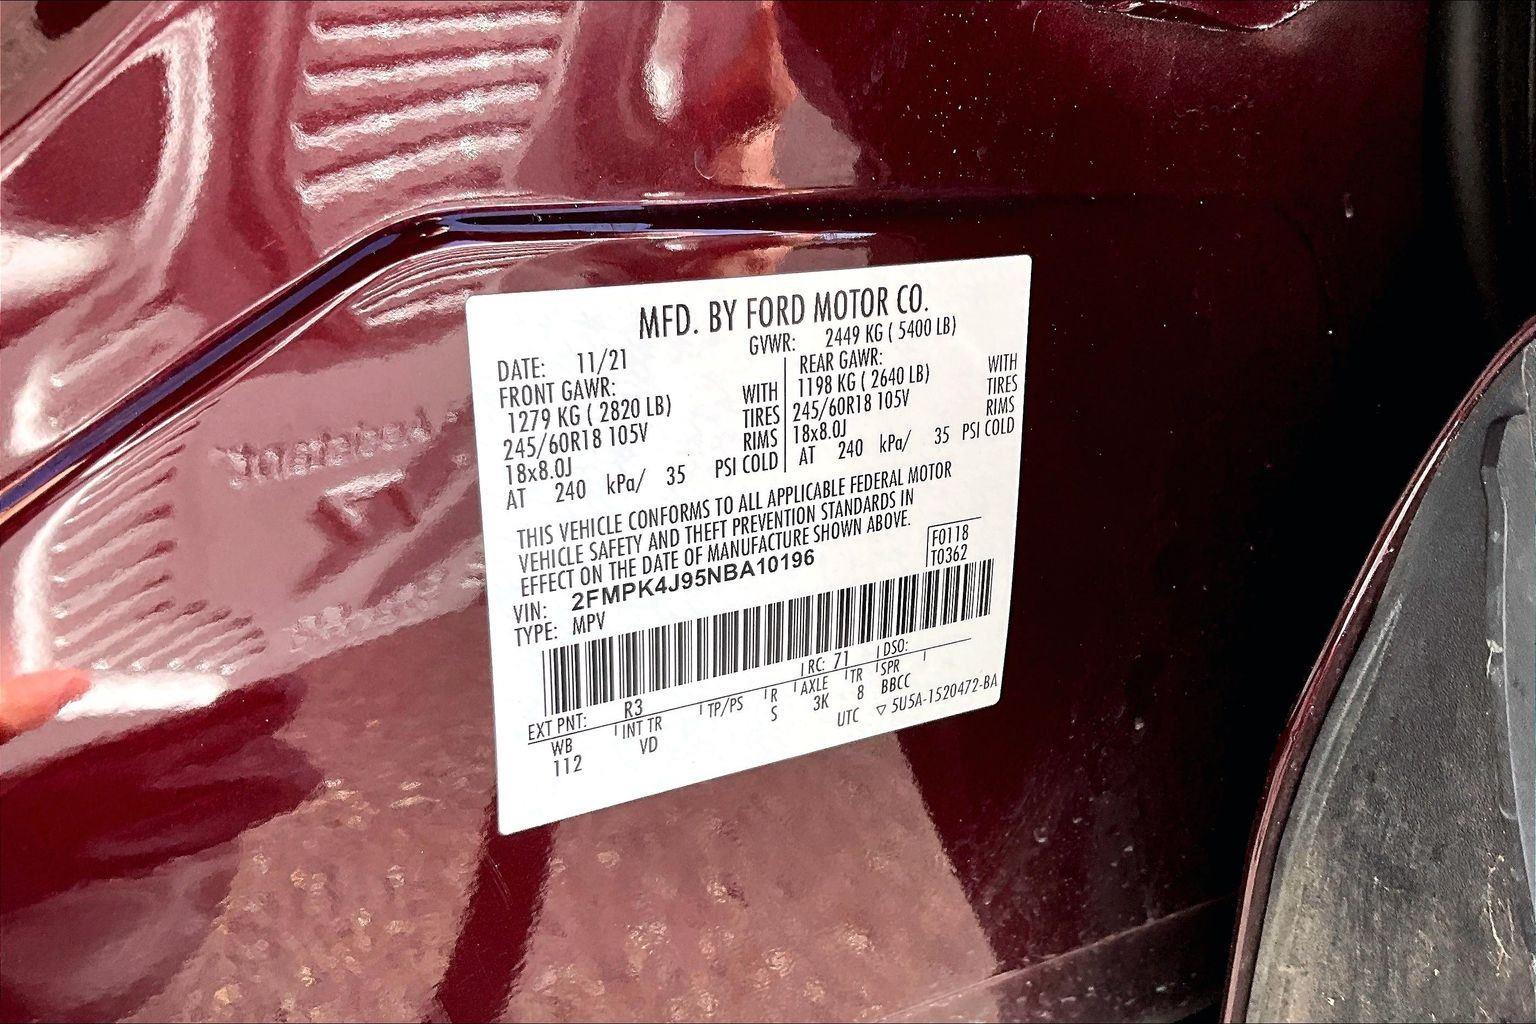 MFD. BY FORD MOTOR CO.
DATE: 11/21 GVWR: 2449 KG ( 5400 LB)
FRONT GAWR:
1279 KG ( 2820 LB) WITH
245/60R18 105V TIRES
18x8.0J RIMS
AT 240 kPa/ 35 PSI COLD
REAR GAWR:
1198 KG ( 2640 LB) WITH
245/60R18 105V TIRES
18x8.0J RIMS
AT 240 kPa/ 35 PSI COLD
THIS VEHICLE CONFORMS TO ALL APPLICABLE FEDERAL MOTOR
VEHICLE SAFETY AND THEFT PREVENTION STANDARDS IN
EFFECT ON THE DATE OF MANUFACTURE SHOWN ABOVE.
F0118
T0362
VIN: 2FMPK4J95NBA10196
TYPE: MPV
EXT PNT: R3 RC: 71 DSO:
WB INT TR TP/PS R AXLE TR SPR
112 VD S 3K 8 BBCC
UTC ▽ 5U5A-1520472-BA